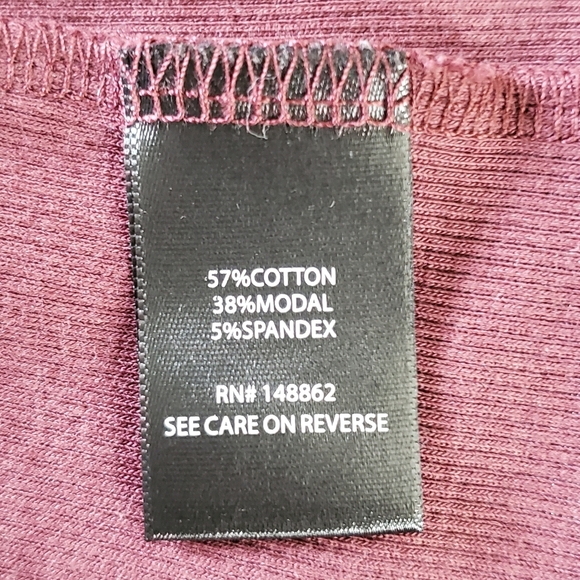 57%COTTON
38%MODAL
5%SPANDEX
RN# 148862
SEE CARE ON REVERSE